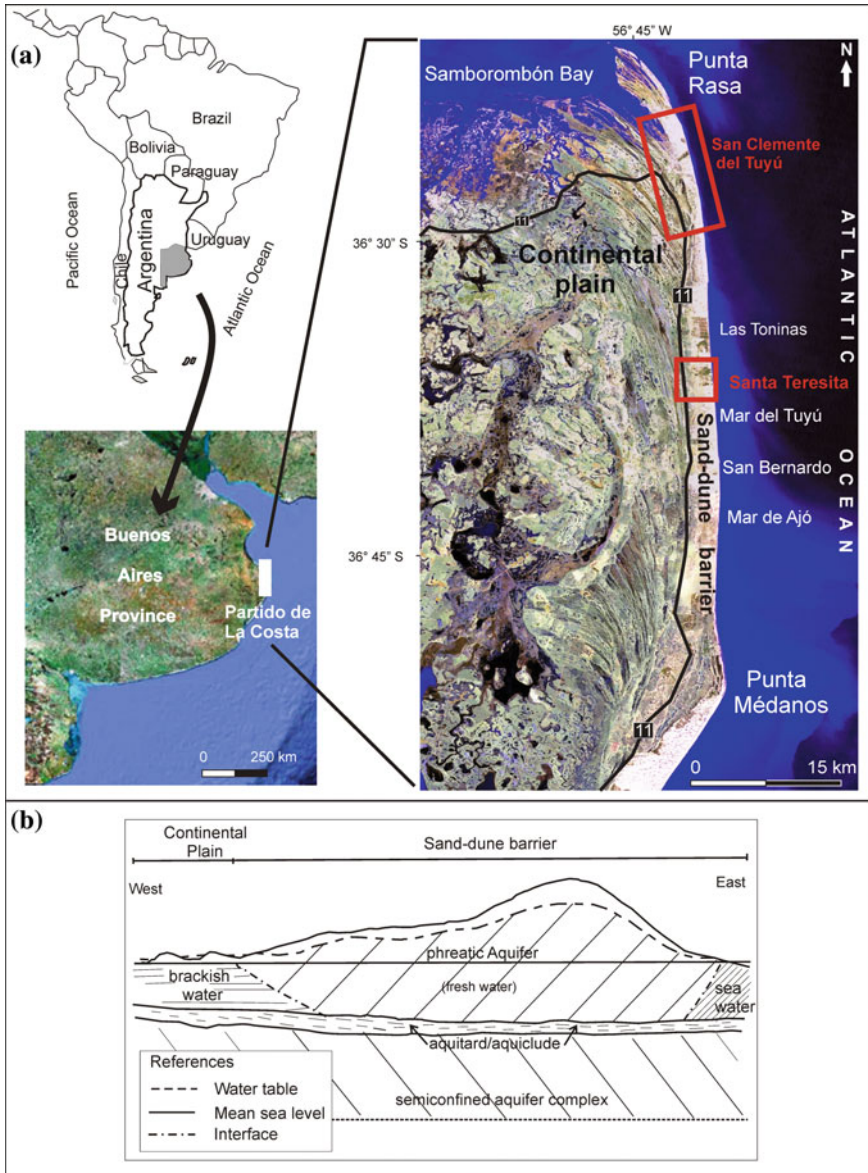 (a)
Brazil
Bolivia
Paraguay
Pacific Ocean
Chile
Argentina
Uruguay
Atlantic Ocean
Buenos
Aires
Province
Partido de
La Costa
0 250 km
56° 45" W
Samborombón Bay
Punta
Rasa
N
San Clemente
del Tuyú
11
36° 30" S
Continental
plain
11
ATLANTIC OCEAN
Las Toninas
Santa Teresita
Mar del Tuyú
Sand-dune barrier
San Bernardo
Mar de Ajó
36° 45" S
Punta
Médanos
11
0 15 km
(b)
Continental
Plain
Sand-dune barrier
West
East
phreatic Aquifer
brackish
water
(fresh water)
sea
water
aquitard/aquiclude
References
Water table
Mean sea level
Interface
semiconfined aquifer complex